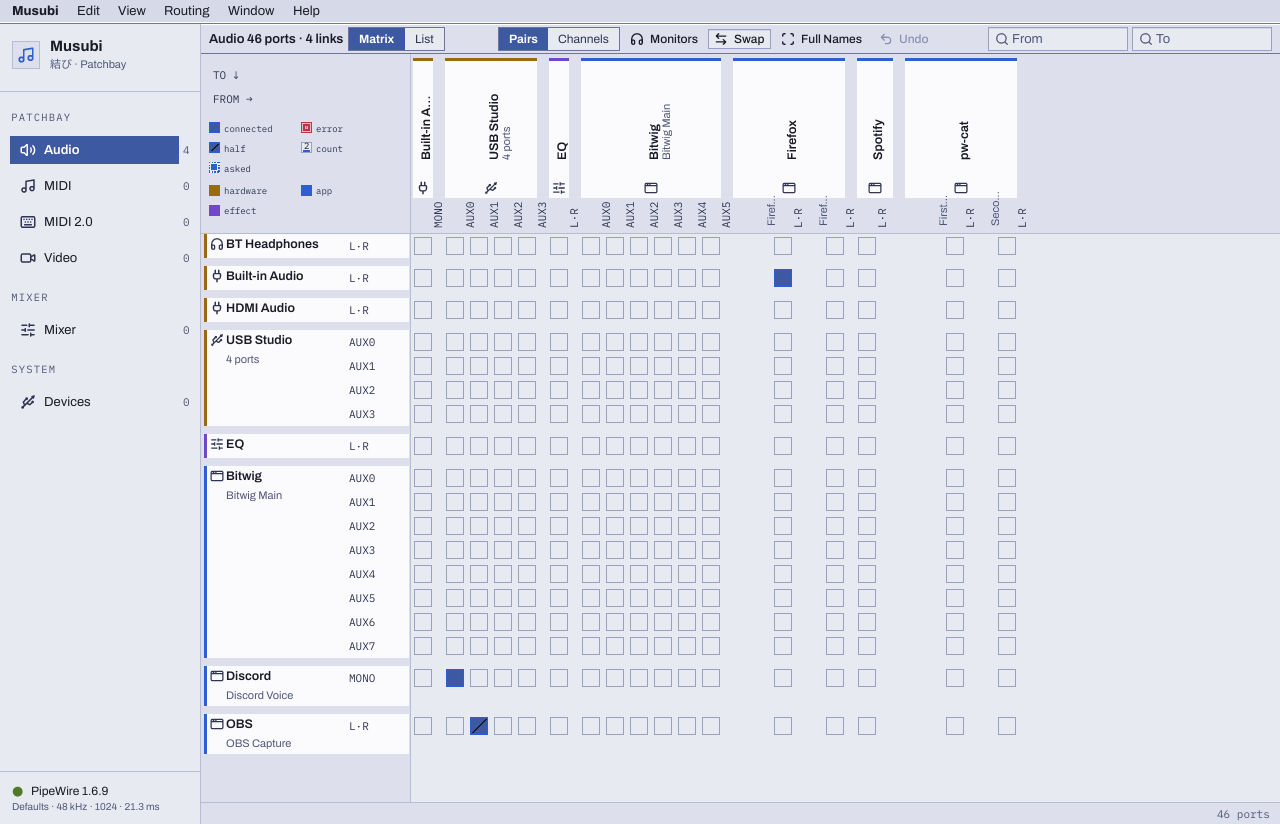 Musubi Edit View Routing Window Help
Musubi
結び · Patchbay
PATCHBAY
Audio 4
MIDI 0
MIDI 2.0 0
Video 0
MIXER
Mixer 0
SYSTEM
Devices 0
PipeWire 1.6.9
Defaults · 48 kHz · 1024 · 21.3 ms
Audio 46 ports · 4 links Matrix List Pairs Channels Monitors Swap Full Names Undo From To
TO ↓
FROM →
connected error
half 2 count
asked
hardware app
effect
Built-in A…
USB Studio
4 ports
EQ
Bitwig
Bitwig Main
Firefox
Spotify
pw-cat
MONO AUX0 AUX1 AUX2 AUX3 L·R AUX0 AUX1 AUX2 AUX3 AUX4 AUX5 Firef… L·R Firef… L·R L·R First… L·R Seco… L·R
BT Headphones L·R
Built-in Audio L·R
HDMI Audio L·R
USB Studio AUX0
4 ports AUX1
AUX2
AUX3
EQ L·R
Bitwig AUX0
Bitwig Main AUX1
AUX2
AUX3
AUX4
AUX5
AUX6
AUX7
Discord MONO
Discord Voice
OBS L·R
OBS Capture
46 ports